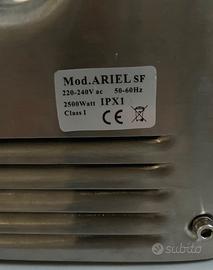 Mod.ARIEL SF
220-240V ac 50-60Hz
2500Watt IPX1
Class I
CE
subito